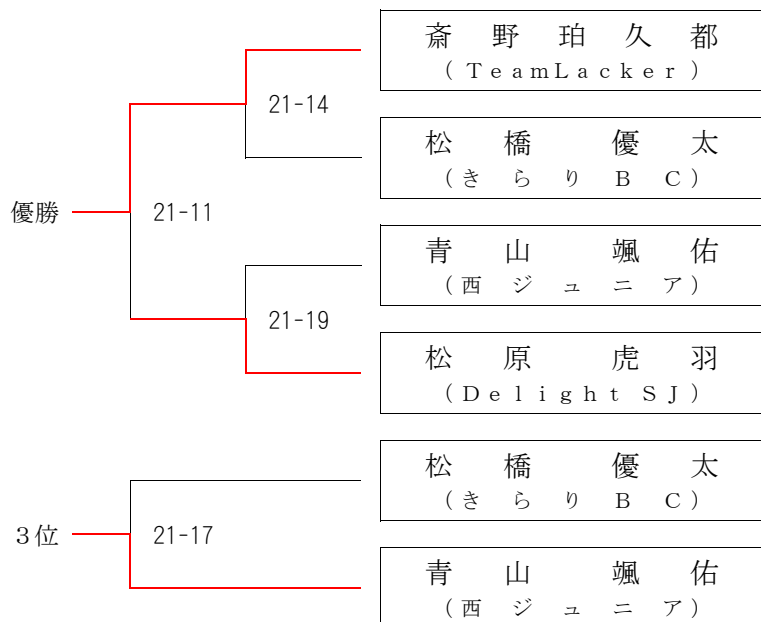 斎野珀久都
(TeamLacker)
21-14
松橋優太
(きらりBC)
優勝
21-11
青山颯佑
(西ジュニア)
21-19
松原虎羽
(Delight SJ)
松橋優太
(きらりBC)
3位
21-17
青山颯佑
(西ジュニア)